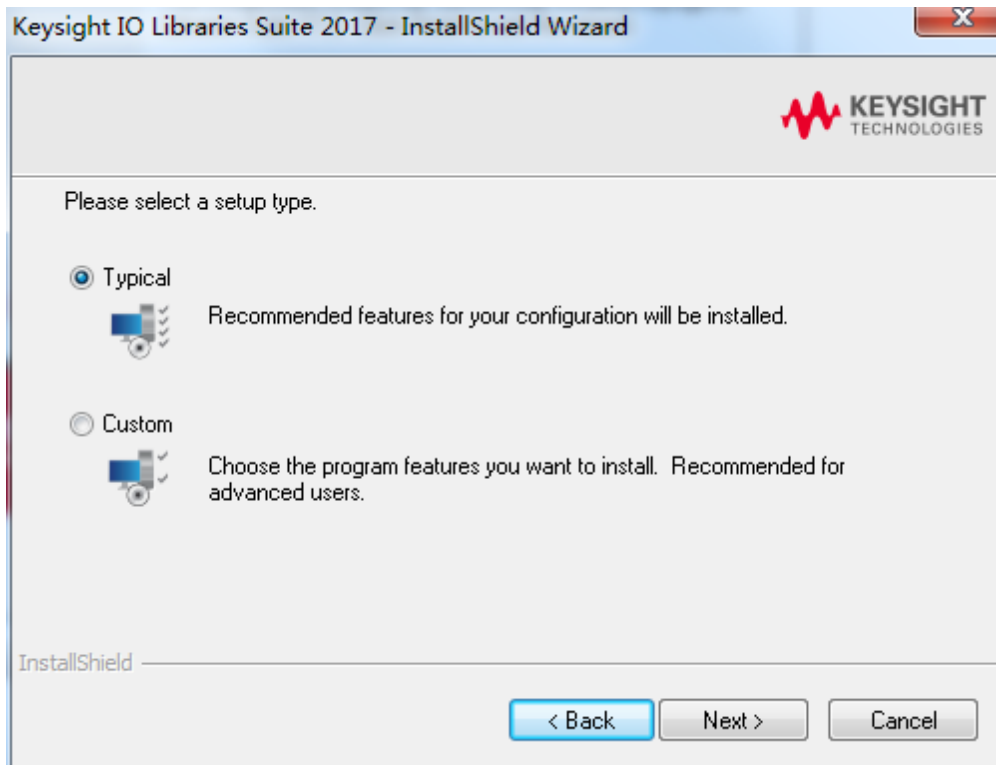 Keysight IO Libraries Suite 2017 - InstallShield Wizard
KEYSIGHT
TECHNOLOGIES
Please select a setup type.
Typical
Recommended features for your configuration will be installed.
Custom
Choose the program features you want to install.  Recommended for
advanced users.
InstallShield
< Back
Next >
Cancel